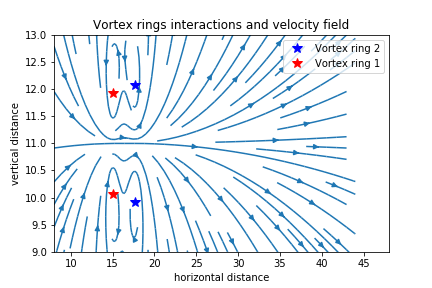 Vortex rings interactions and velocity field
Vortex ring 2
Vortex ring 1
13.0
12.5
12.0
11.5
11.0
10.5
10.0
9.5
9.0
vertical distance
10 15 20 25 30 35 40 45
horizontal distance